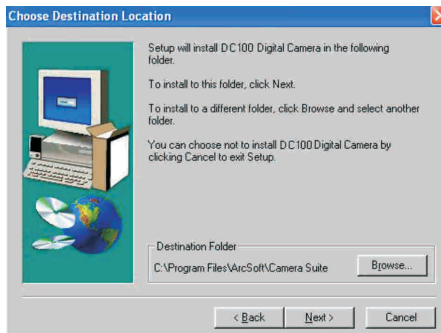 Choose Destination Location
Setup will install DC100 Digital Camera in the following
folder.
To install to this folder, click Next.
To install to a different folder, click Browse and select another
folder.
You can choose not to install DC100 Digital Camera by
clicking Cancel to exit Setup.
Destination Folder
C:\Program Files\ArcSoft\Camera Suite
Browse...
< Back
Next >
Cancel